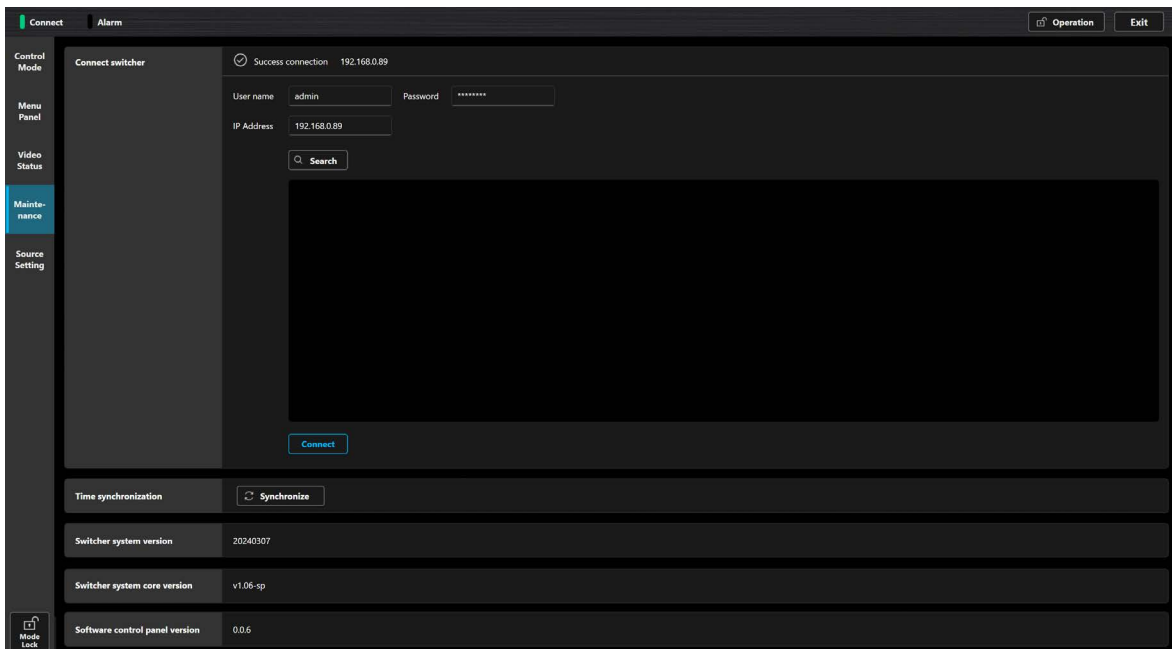 Connect Alarm Operation Exit
Control
Mode
Menu
Panel
Video
Status
Mainte-
nance
Source
Setting
Mode
Lock
Connect switcher
Success connection 192.168.0.89
User name admin Password ********
IP Address 192.168.0.89
Search
Connect
Time synchronization Synchronize
Switcher system version 20240307
Switcher system core version v1.06-sp
Software control panel version 0.0.6